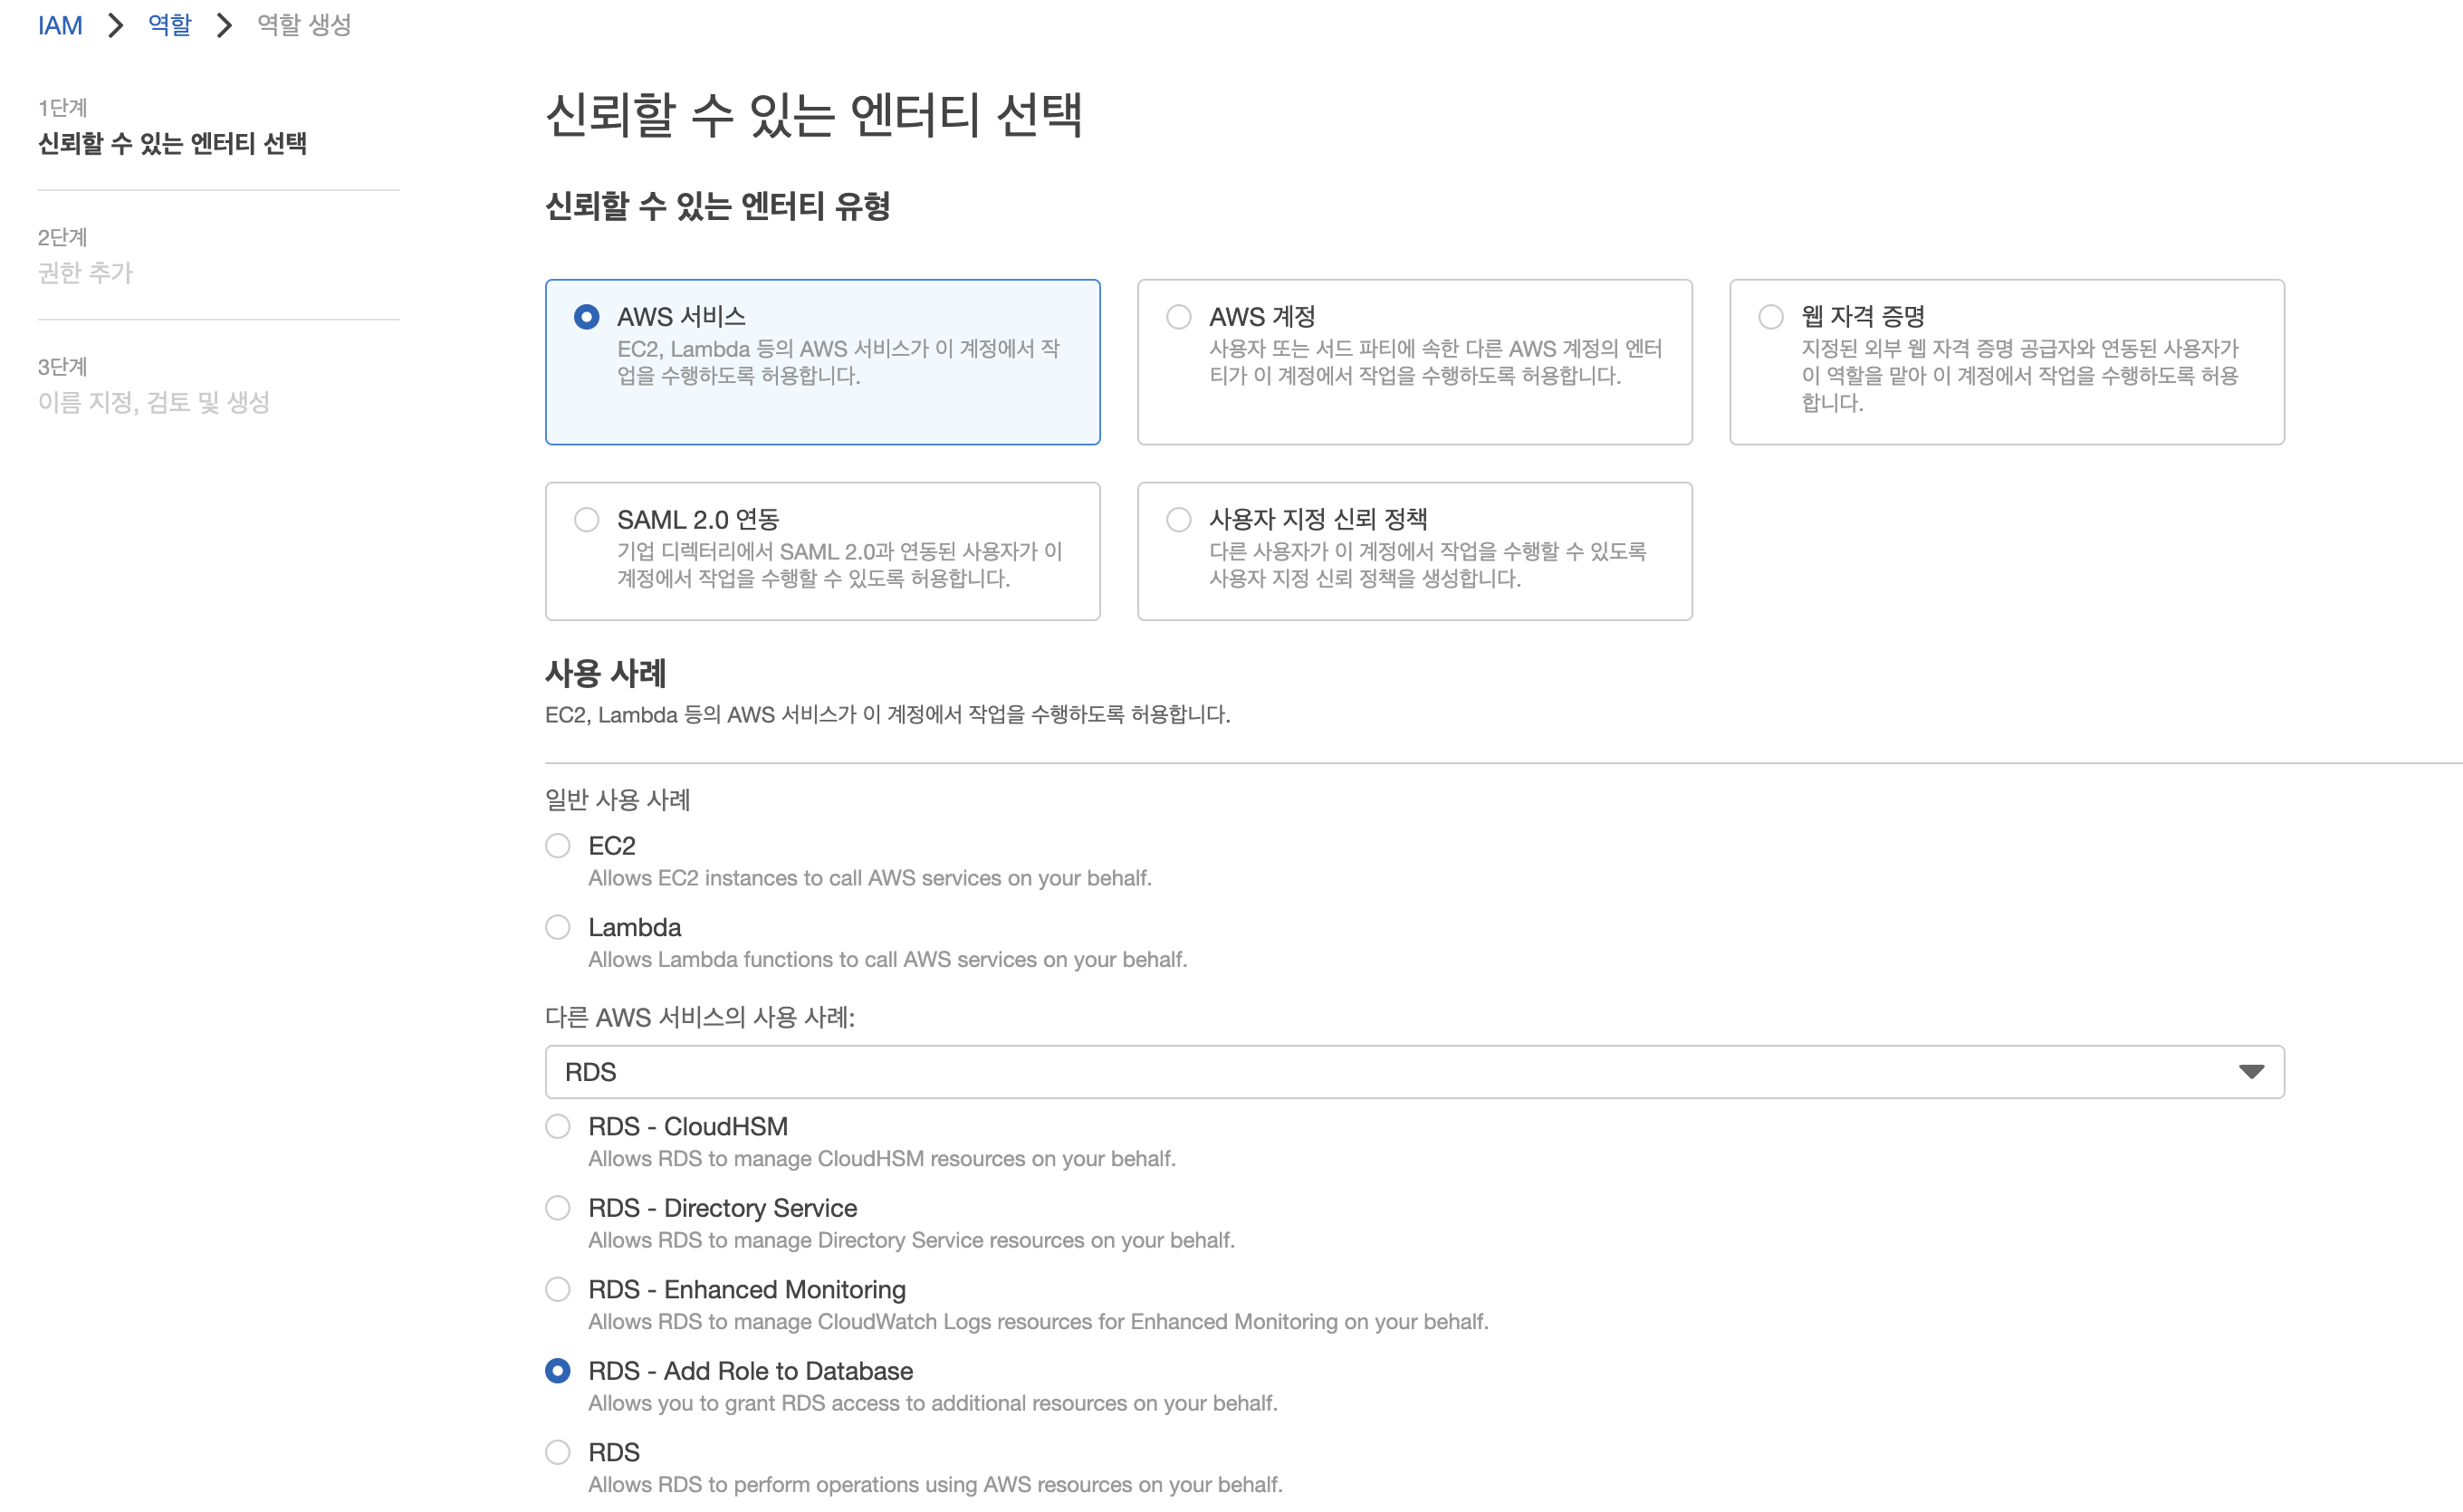 IAM > 역할 > 역할 생성
1단계
신뢰할 수 있는 엔터티 선택
2단계
권한 추가
3단계
이름 지정, 검토 및 생성
신뢰할 수 있는 엔터티 선택
신뢰할 수 있는 엔터티 유형
AWS 서비스
EC2, Lambda 등의 AWS 서비스가 이 계정에서 작
업을 수행하도록 허용합니다.
AWS 계정
사용자 또는 서드 파티에 속한 다른 AWS 계정의 엔터
티가 이 계정에서 작업을 수행하도록 허용합니다.
웹 자격 증명
지정된 외부 웹 자격 증명 공급자와 연동된 사용자가
이 역할을 맡아 이 계정에서 작업을 수행하도록 허용
합니다.
SAML 2.0 연동
기업 디렉터리에서 SAML 2.0과 연동된 사용자가 이
계정에서 작업을 수행할 수 있도록 허용합니다.
사용자 지정 신뢰 정책
다른 사용자가 이 계정에서 작업을 수행할 수 있도록
사용자 지정 신뢰 정책을 생성합니다.
사용 사례
EC2, Lambda 등의 AWS 서비스가 이 계정에서 작업을 수행하도록 허용합니다.
일반 사용 사례
EC2
Allows EC2 instances to call AWS services on your behalf.
Lambda
Allows Lambda functions to call AWS services on your behalf.
다른 AWS 서비스의 사용 사례:
RDS
RDS - CloudHSM
Allows RDS to manage CloudHSM resources on your behalf.
RDS - Directory Service
Allows RDS to manage Directory Service resources on your behalf.
RDS - Enhanced Monitoring
Allows RDS to manage CloudWatch Logs resources for Enhanced Monitoring on your behalf.
RDS - Add Role to Database
Allows you to grant RDS access to additional resources on your behalf.
RDS
Allows RDS to perform operations using AWS resources on your behalf.